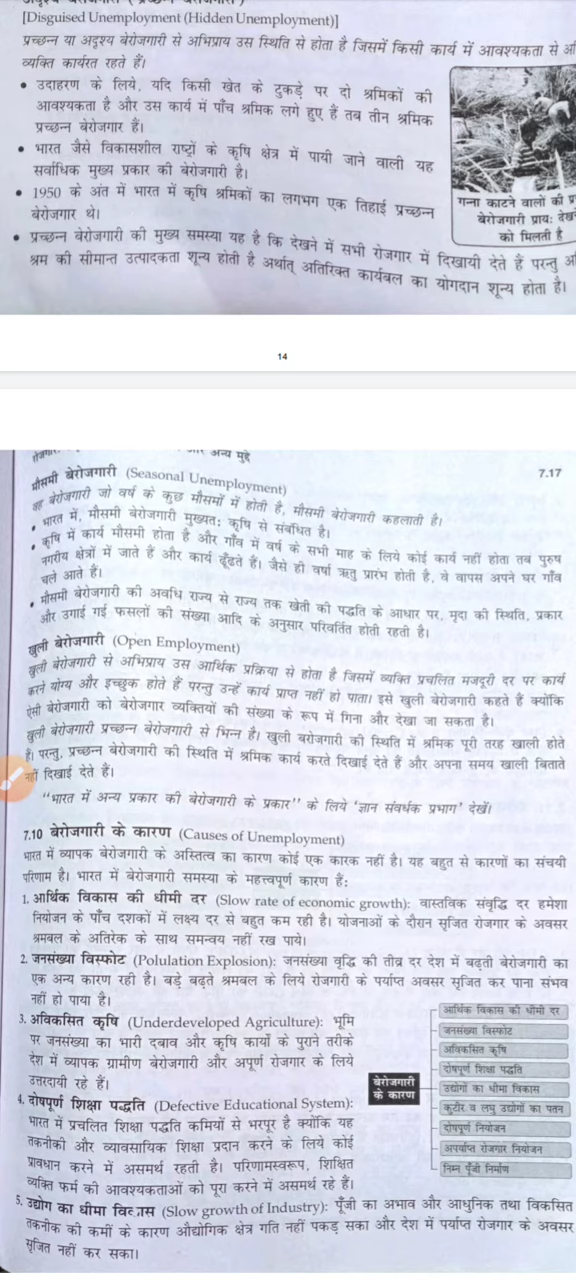 [Disguised Unemployment (Hidden Unemployment)]
प्रच्छन्न या अदृश्य बेरोजगारी से अभिप्राय उस स्थिति से होता है जिसमें किसी कार्य में आवश्यकता से
व्यक्ति कार्यरत रहते हैं।
• उदाहरण के लिये, यदि किसी खेत के टुकड़े पर दो श्रमिकों की
आवश्यकता है और उस कार्य में पाँच श्रमिक लगे हुए हैं तब तीन श्रमिक
प्रच्छन्न बेरोजगार हैं।
• भारत जैसे विकासशील राष्ट्रों के कृषि क्षेत्र में पायी जाने वाली यह
सर्वाधिक मुख्य प्रकार की बेरोजगारी है।
• 1950 के अंत में भारत में कृषि श्रमिकों का लगभग एक तिहाई प्रच्छन्न
बेरोजगार थे।
गन्ना काटने वालों की
बेरोजगारी प्रायः
को मिलती है
• प्रच्छन्न बेरोजगारी की मुख्य समस्या यह है कि देखने में सभी रोजगार में दिखायी देते हैं परन्तु
श्रम की सीमान्त उत्पादकता शून्य होती है अर्थात् अतिरिक्त कार्यबल का योगदान शून्य होता है।
14
अन्य मुद्दे
7.17
मौसमी बेरोजगारी (Seasonal Unemployment)
वह बेरोजगारी जो वर्ष के कुछ मौसमों में होती है, मौसमी बेरोजगारी कहलाती है।
• भारत में, मौसमी बेरोजगारी मुख्यतः कृषि से संबंधित है।
• कृषि में कार्य मौसमी होता है और गाँव में वर्ष के सभी माह के लिये कोई कार्य नहीं होता तब पुरुष
नगरीय क्षेत्रों में जाते हैं और कार्य ढूँढते हैं। जैसे ही वर्षा ऋतु प्रारंभ होती है, वे वापस अपने घर गाँव
चले आते हैं।
• मौसमी बेरोजगारी की अवधि राज्य से राज्य तक खेती की पद्धति के आधार पर, मृदा की स्थिति, प्रकार
और उगाई गई फसलों की संख्या आदि के अनुसार परिवर्तित होती रहती है।
खुली बेरोजगारी (Open Employment)
खुली बेरोजगारी से अभिप्राय उस आर्थिक प्रक्रिया से होता है जिसमें व्यक्ति प्रचलित मजदूरी दर पर कार्य
करने योग्य और इच्छुक होते हैं परन्तु उन्हें कार्य प्राप्त नहीं हो पाता। इसे खुली बेरोजगारी कहते हैं क्योंकि
ऐसी बेरोजगारी को बेरोजगार व्यक्तियों की संख्या के रूप में गिना और देखा जा सकता है।
खुली बेरोजगारी प्रच्छन्न बेरोजगारी से भिन्न है। खुली बरोजगारी की स्थिति में श्रमिक पूरी तरह खाली होते
हैं। परन्तु, प्रच्छन्न बेरोजगारी की स्थिति में श्रमिक कार्य करते दिखाई देते हैं और अपना समय खाली बिताते
नहीं दिखाई देते हैं।
“भारत में अन्य प्रकार की बेरोजगारी के प्रकार” के लिये ‘ज्ञान संवर्धक प्रभाग’ देखें।
7.10 बेरोजगारी के कारण (Causes of Unemployment)
भारत में व्यापक बेरोजगारी के अस्तित्व का कारण कोई एक कारक नहीं है। यह बहुत से कारणों का संचयी
परिणाम है। भारत में बेरोजगारी समस्या के महत्त्वपूर्ण कारण हैं:
1. आर्थिक विकास की धीमी दर (Slow rate of economic growth): वास्तविक संवृद्धि दर हमेशा
नियोजन के पाँच दशकों में लक्ष्य दर से बहुत कम रही है। योजनाओं के दौरान सृजित रोजगार के अवसर
श्रमबल के अतिरेक के साथ समन्वय नहीं रख पाये।
2. जनसंख्या विस्फोट (Polulation Explosion): जनसंख्या वृद्धि की तीव्र दर देश में बढ़ती बेरोजगारी का
एक अन्य कारण रही है। बड़े बढ़ते श्रमबल के लिये रोजगारी के पर्याप्त अवसर सृजित कर पाना संभव
नहीं हो पाया है।
3. अविकसित कृषि (Underdeveloped Agriculture): भूमि
पर जनसंख्या का भारी दबाव और कृषि कार्यों के पुराने तरीके
देश में व्यापक ग्रामीण बेरोजगारी और अपूर्ण रोजगार के लिये
उत्तरदायी रहे हैं।
4. दोषपूर्ण शिक्षा पद्धति (Defective Educational System):
भारत में प्रचलित शिक्षा पद्धति कमियों से भरपूर है क्योंकि यह
तकनीकी और व्यावसायिक शिक्षा प्रदान करने के लिये कोई
प्रावधान करने में असमर्थ रहती है। परिणामस्वरूप, शिक्षित
व्यक्ति फर्म की आवश्यकताओं को पूरा करने में असमर्थ रहे हैं।
बेरोजगारी
के कारण
आर्थिक विकास की धीमी दर
जनसंख्या विस्फोट
अविकसित कृषि
दोषपूर्ण शिक्षा पद्धति
उद्योगों का धीमा विकास
कुटीर व लघु उद्योगों का पतन
दोषपूर्ण नियोजन
अपर्याप्त रोजगार नियोजन
निम्न पूँजी निर्माण
5. उद्योग का धीमा विकास (Slow growth of Industry): पूँजी का अभाव और आधुनिक तथा विकसित
तकनीक की कमी के कारण औद्योगिक क्षेत्र गति नहीं पकड़ सका और देश में पर्याप्त रोजगार के अवसर
सृजित नहीं कर सका।